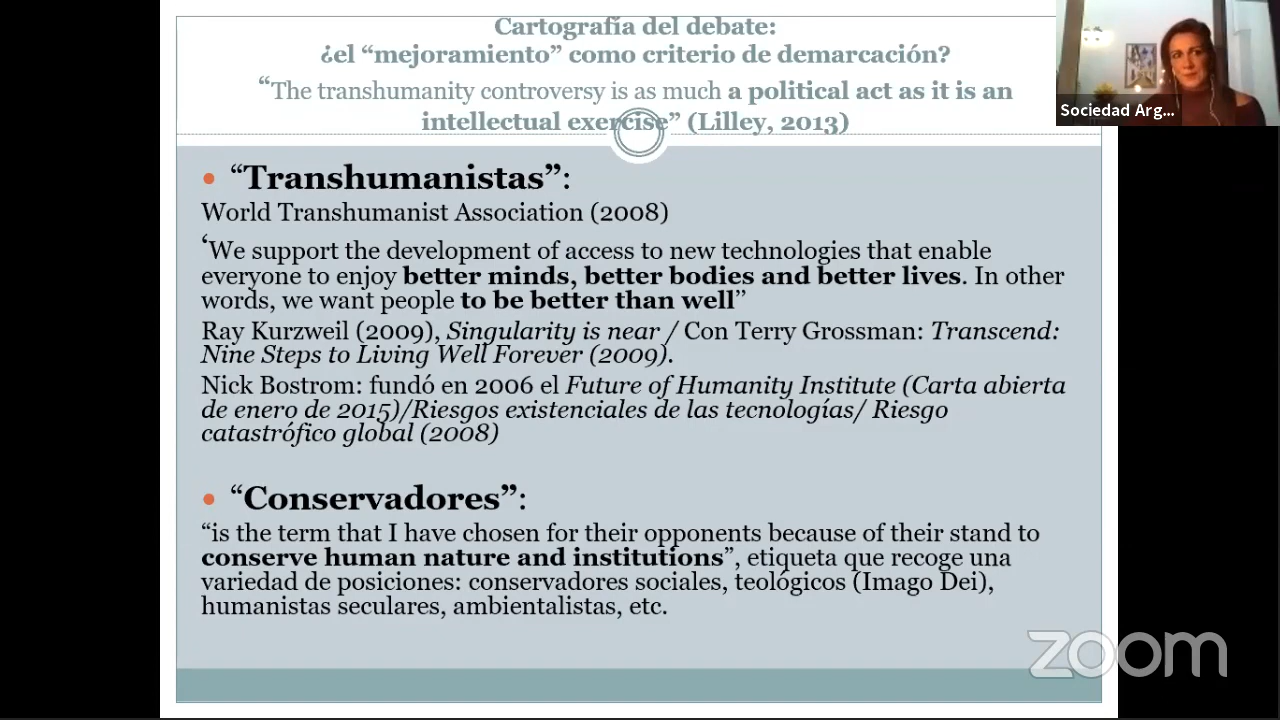 Cartografía del debate:
¿el “mejoramiento” como criterio de demarcación?
“The transhumanity controversy is as much a political act as it is an
intellectual exercise” (Lilley, 2013)
Sociedad Arg...
• “Transhumanistas”:
World Transhumanist Association (2008)
‘We support the development of access to new technologies that enable
everyone to enjoy better minds, better bodies and better lives. In other
words, we want people to be better than well”
Ray Kurzweil (2009), Singularity is near / Con Terry Grossman: Transcend:
Nine Steps to Living Well Forever (2009).
Nick Bostrom: fundó en 2006 el Future of Humanity Institute (Carta abierta
de enero de 2015)/Riesgos existenciales de las tecnologías/ Riesgo
catastrófico global (2008)
• “Conservadores”:
“is the term that I have chosen for their opponents because of their stand to
conserve human nature and institutions”, etiqueta que recoge una
variedad de posiciones: conservadores sociales, teológicos (Imago Dei),
humanistas seculares, ambientalistas, etc.
zoom